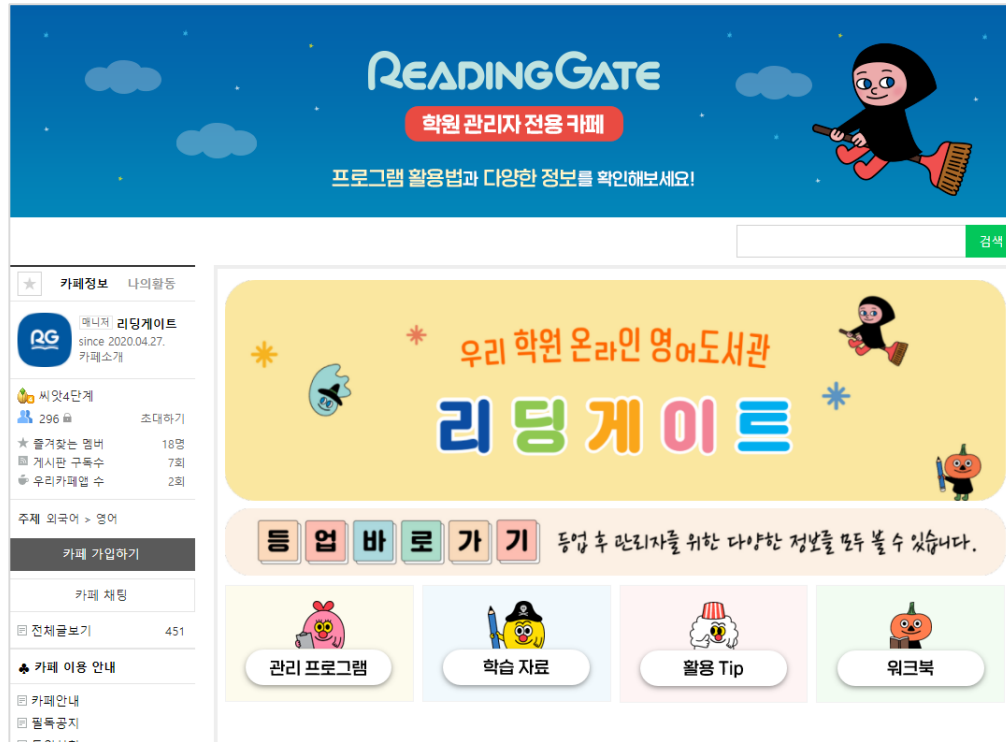 READINGGATE
학원 관리자 전용 카페
프로그램 활용법과 다양한 정보를 확인해보세요!
검색
카페정보 나의활동
RG
매니저 리딩게이트
since 2020.04.27.
카페소개
씨앗4단계
296 초대하기
즐겨찾는 멤버 18명
게시판 구독수 7회
우리카페앱 수 2회
주제 외국어 > 영어
카페 가입하기
카페 채팅
전체글보기 451
♣ 카페 이용 안내
카페안내
필독공지
우리 학원 온라인 영어도서관
리딩게이트
등업바로가기 등업 후 관리자를 위한 다양한 정보를 모두 볼 수 있습니다.
관리 프로그램
학습 자료
활용 Tip
워크북